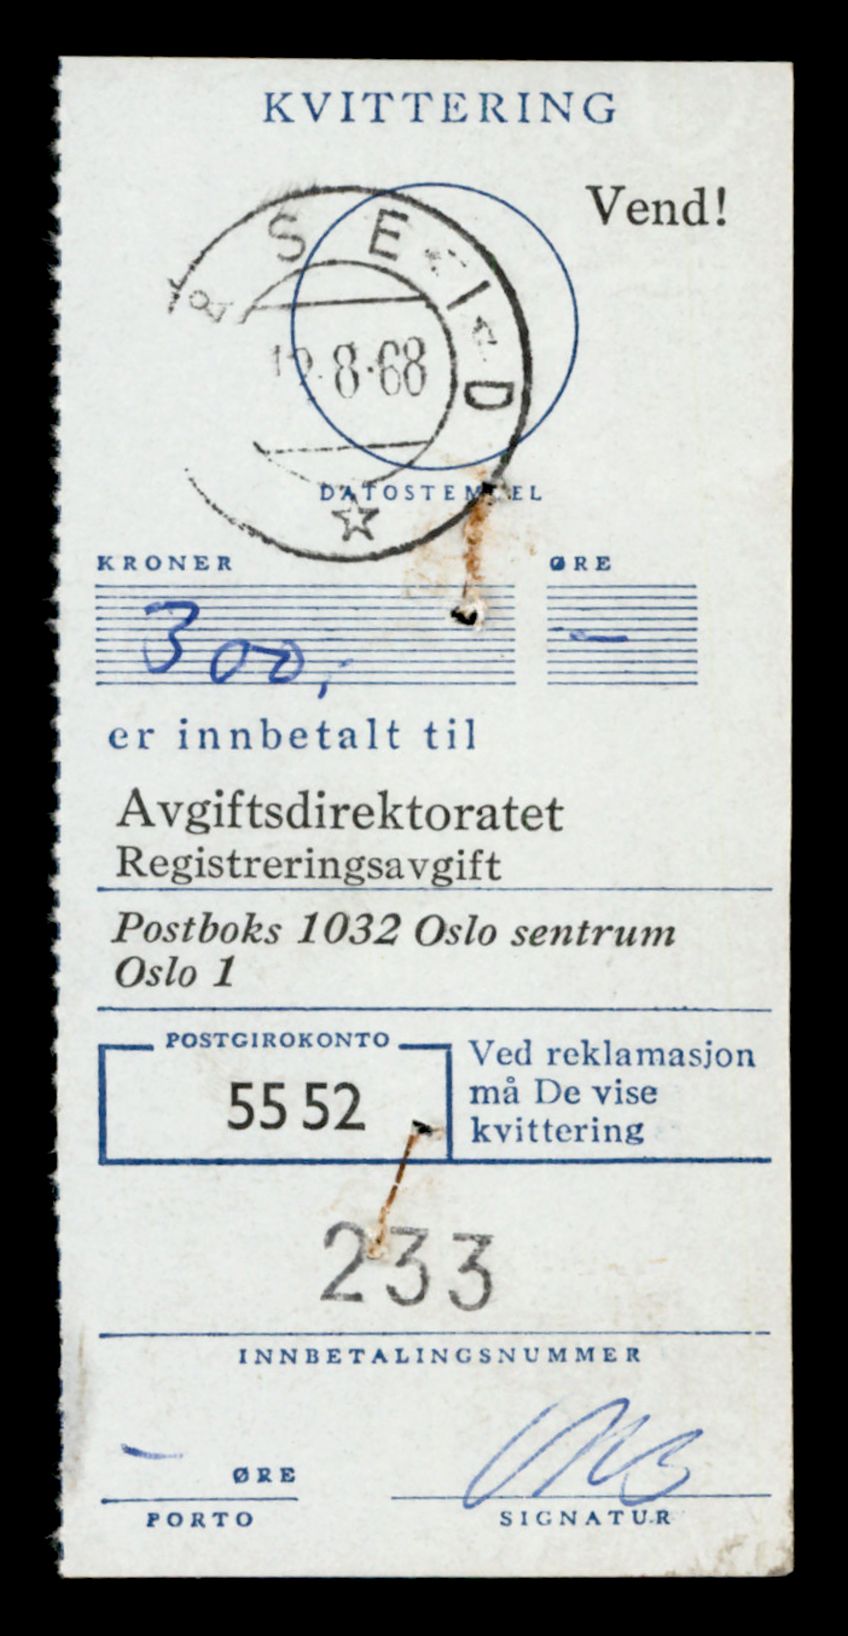 KVITTERING
Vend!
8.68
DATOSTEMPEL
KRONER ØRE
300,- –
er innbetalt til
Avgiftsdirektoratet
Registreringsavgift
Postboks 1032 Oslo sentrum
Oslo 1
POSTGIROKONTO
55 52
Ved reklamasjon
må De vise
kvittering
233
INNBETALINGSNUMMER
– ØRE
PORTO
SIGNATUR